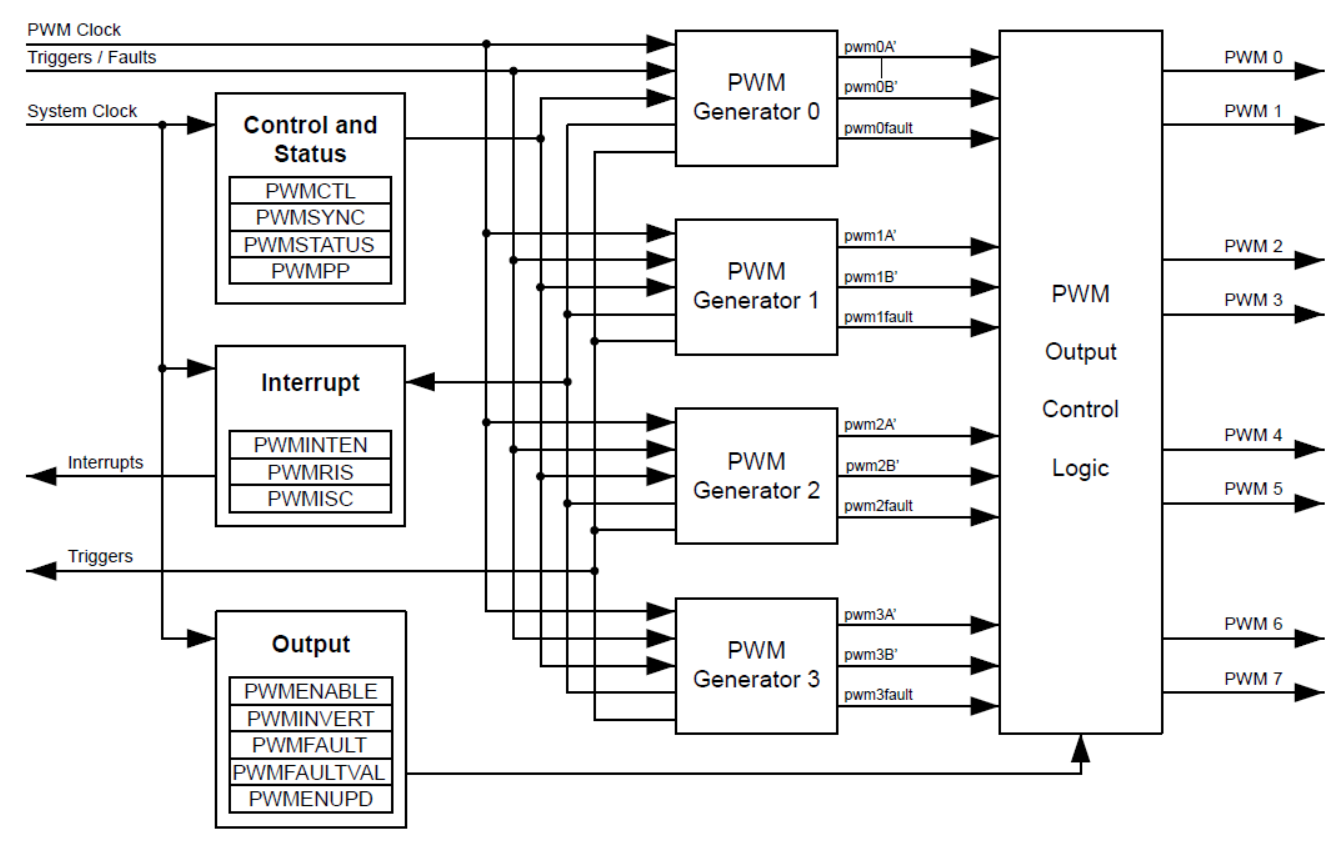 PWM Clock
Triggers / Faults
System Clock
Control and
Status
PWMCTL
PWMSYNC
PWMSTATUS
PWMPP
Interrupt
PWMINTEN
PWMRIS
PWMISC
Interrupts
Triggers
Output
PWMENABLE
PWMINVERT
PWMFAULT
PWMFAULTVAL
PWMENUPD
PWM
Generator 0
pwm0A'
pwm0B'
pwm0fault
PWM
Generator 1
pwm1A'
pwm1B'
pwm1fault
PWM
Generator 2
pwm2A'
pwm2B'
pwm2fault
PWM
Generator 3
pwm3A'
pwm3B'
pwm3fault
PWM
Output
Control
Logic
PWM 0
PWM 1
PWM 2
PWM 3
PWM 4
PWM 5
PWM 6
PWM 7